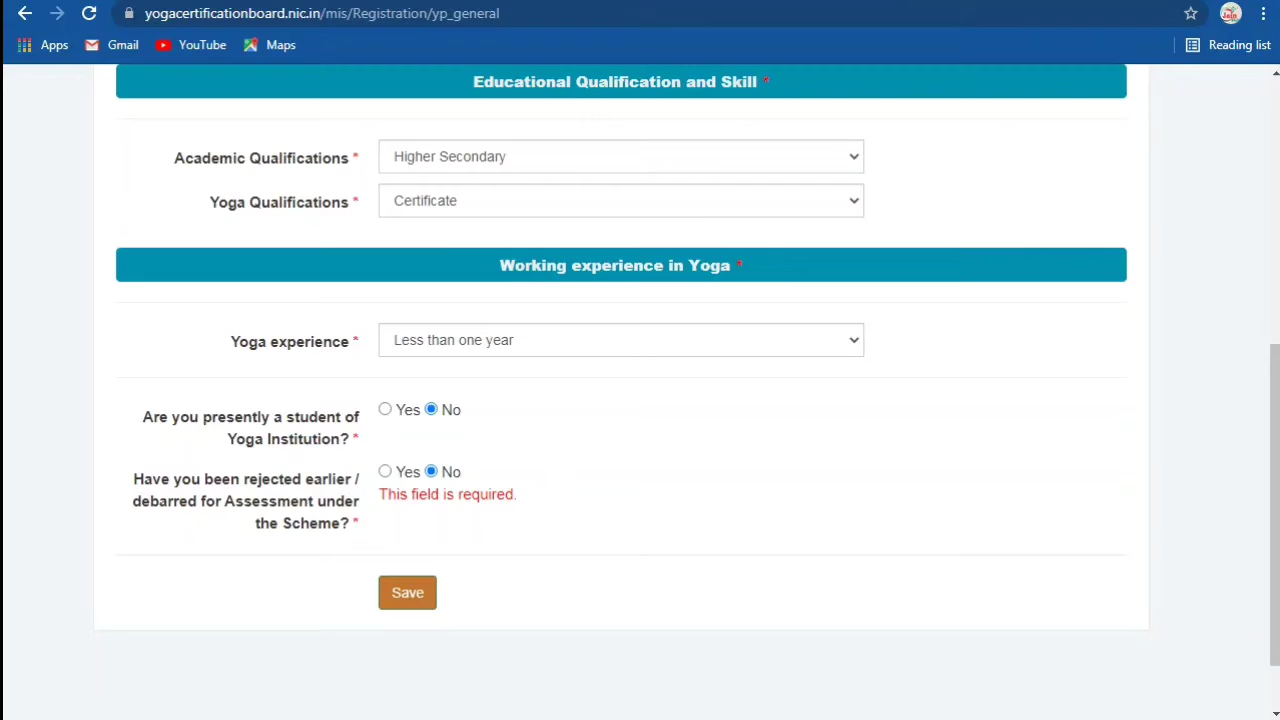 yogacertificationboard.nic.in/mis/Registration/yp_general
Apps Gmail YouTube Maps Reading list
Educational Qualification and Skill *
Academic Qualifications * Higher Secondary
Yoga Qualifications * Certificate
Working experience in Yoga *
Yoga experience * Less than one year
Are you presently a student of
Yoga Institution? *
Yes No
Have you been rejected earlier /
debarred for Assessment under
the Scheme? *
Yes No
This field is required.
Save